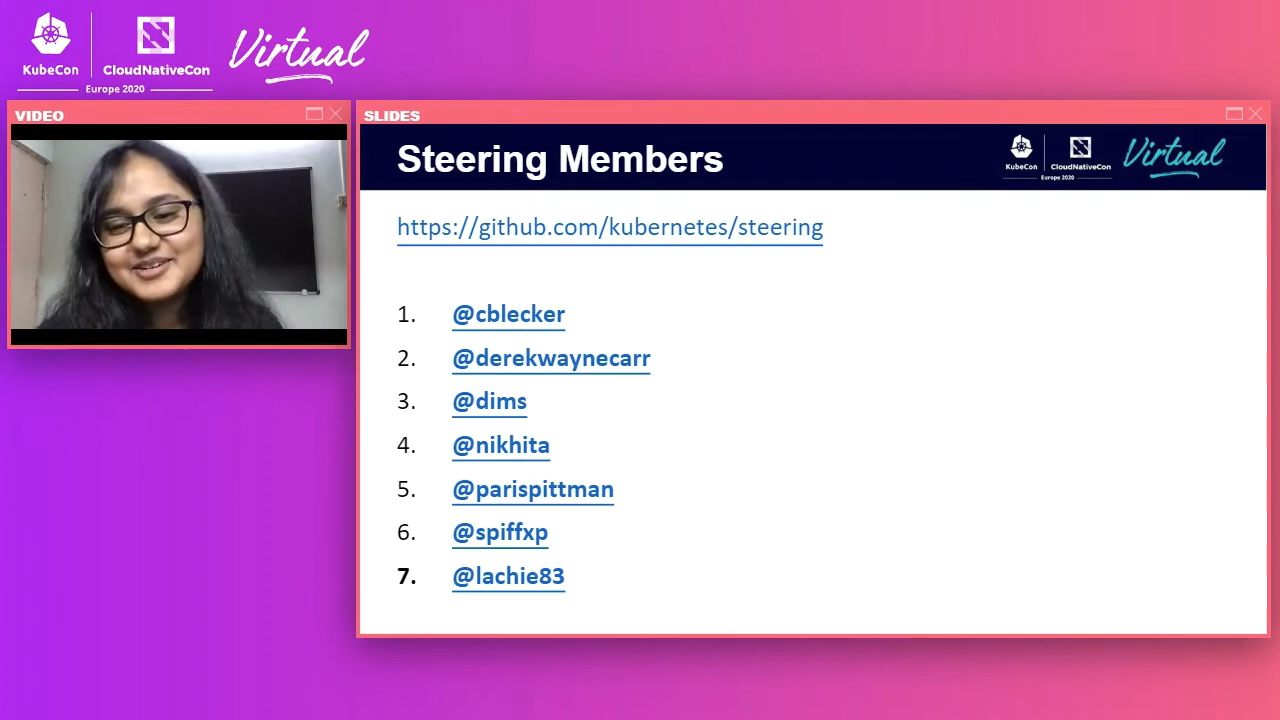 KubeCon
CloudNativeCon
Virtual
Europe 2020
VIDEO
SLIDES
Steering Members
KubeCon
CloudNativeCon
Virtual
Europe 2020
https://github.com/kubernetes/steering
1. @cblecker
2. @derekwaynecarr
3. @dims
4. @nikhita
5. @parispittman
6. @spiffxp
7. @lachie83